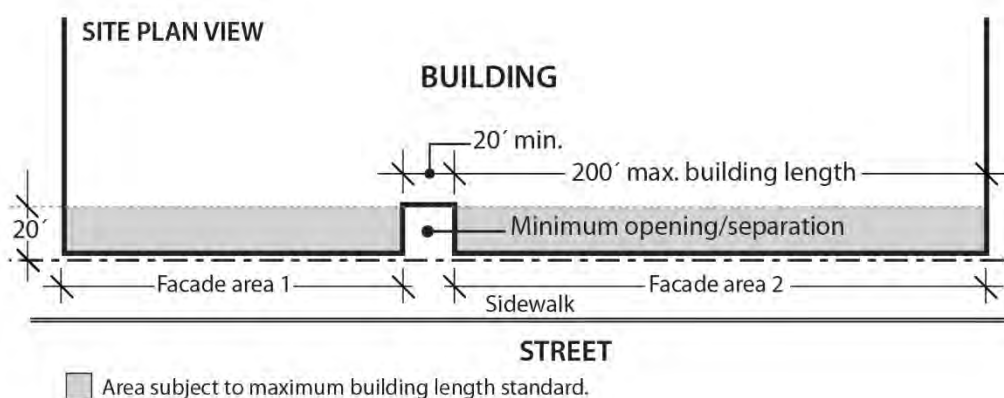 SITE PLAN VIEW
BUILDING
20´ min.
200´ max. building length
20´
Minimum opening/separation
Facade area 1
Facade area 2
Sidewalk
STREET
Area subject to maximum building length standard.